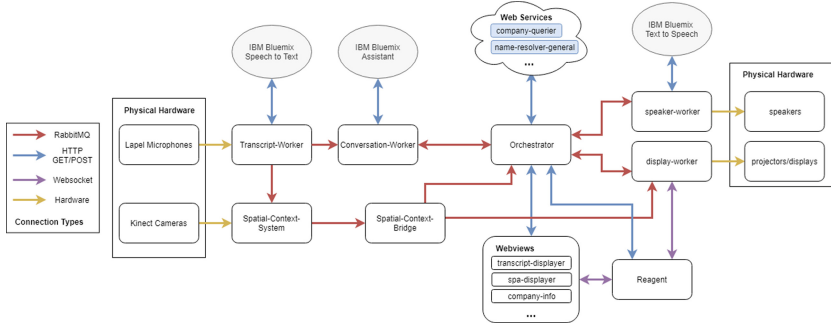 Web Services
company-querier
name-resolver-general
...
IBM Bluemix
Speech to Text
IBM Bluemix
Assistant
IBM Bluemix
Text to Speech
Physical Hardware
speakers
projectors/displays
RabbitMQ
HTTP
GET/POST
Websocket
Hardware
Connection Types
Physical Hardware
Lapel Microphones
Kinect Cameras
Transcript-Worker
Conversation-Worker
Orchestrator
speaker-worker
display-worker
Spatial-Context-
System
Spatial-Context-
Bridge
Webviews
transcript-displayer
spa-displayer
company-info
...
Reagent